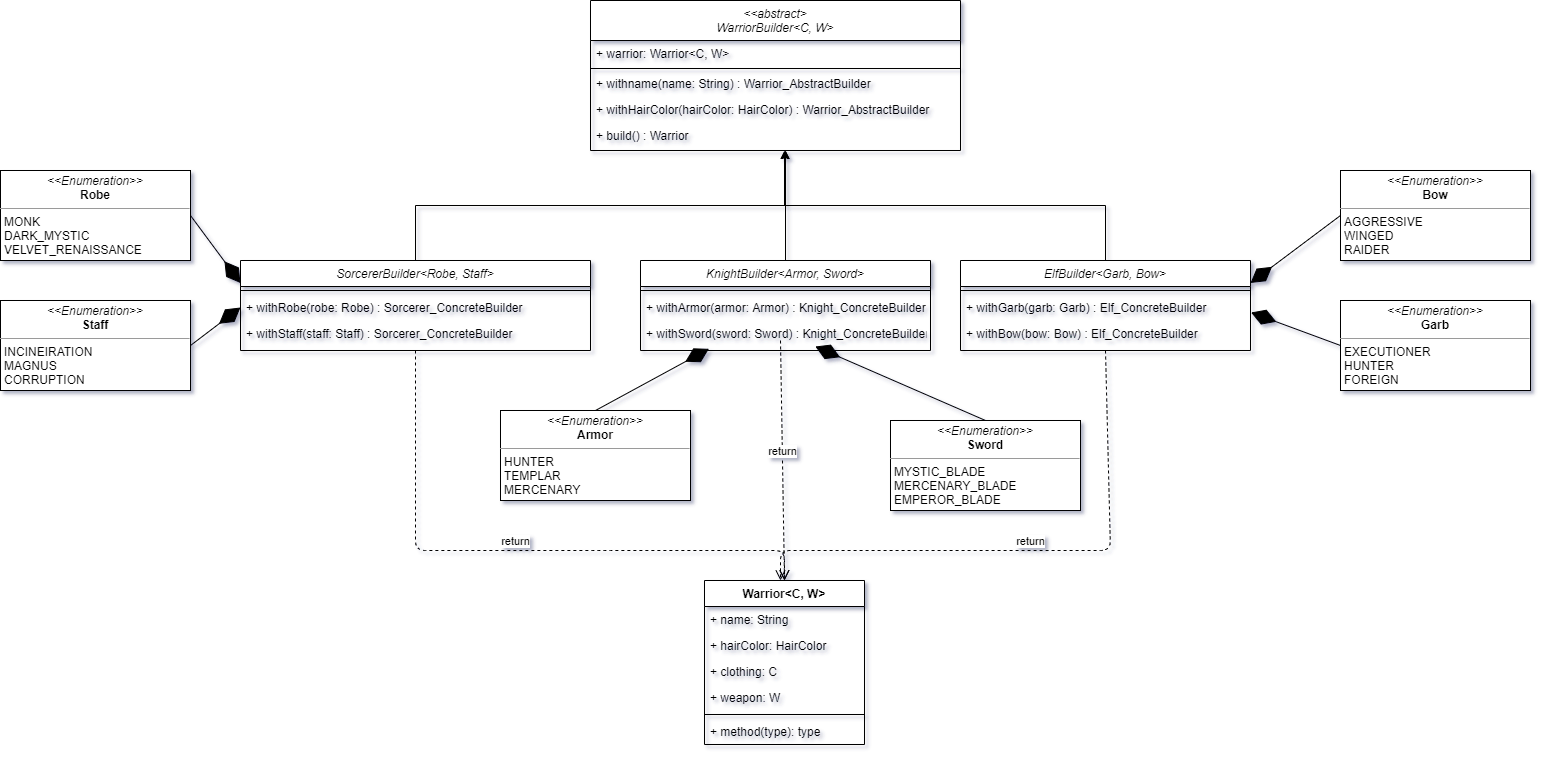 <<abstract>>
WarriorBuilder<C, W>
+ warrior: Warrior<C, W>
+ withname(name: String) : Warrior_AbstractBuilder
+ withHairColor(hairColor: HairColor) : Warrior_AbstractBuilder
+ build() : Warrior
<<Enumeration>>
Robe
MONK
DARK_MYSTIC
VELVET_RENAISSANCE
<<Enumeration>>
Bow
AGGRESSIVE
WINGED
RAIDER
SorcererBuilder<Robe, Staff>
+ withRobe(robe: Robe) : Sorcerer_ConcreteBuilder
+ withStaff(staff: Staff) : Sorcerer_ConcreteBuilder
KnightBuilder<Armor, Sword>
+ withArmor(armor: Armor) : Knight_ConcreteBuilder
+ withSword(sword: Sword) : Knight_ConcreteBuilde
ElfBuilder<Garb, Bow>
+ withGarb(garb: Garb) : Elf_ConcreteBuilder
+ withBow(bow: Bow) : Elf_ConcreteBuilder
<<Enumeration>>
Staff
INCINEIRATION
MAGNUS
CORRUPTION
<<Enumeration>>
Garb
EXECUTIONER
HUNTER
FOREIGN
<<Enumeration>>
Armor
HUNTER
TEMPLAR
MERCENARY
return
<<Enumeration>>
Sword
MYSTIC_BLADE
MERCENARY_BLADE
EMPEROR_BLADE
return
return
Warrior<C, W>
+ name: String
+ hairColor: HairColor
+ clothing: C
+ weapon: W
+ method(type): type